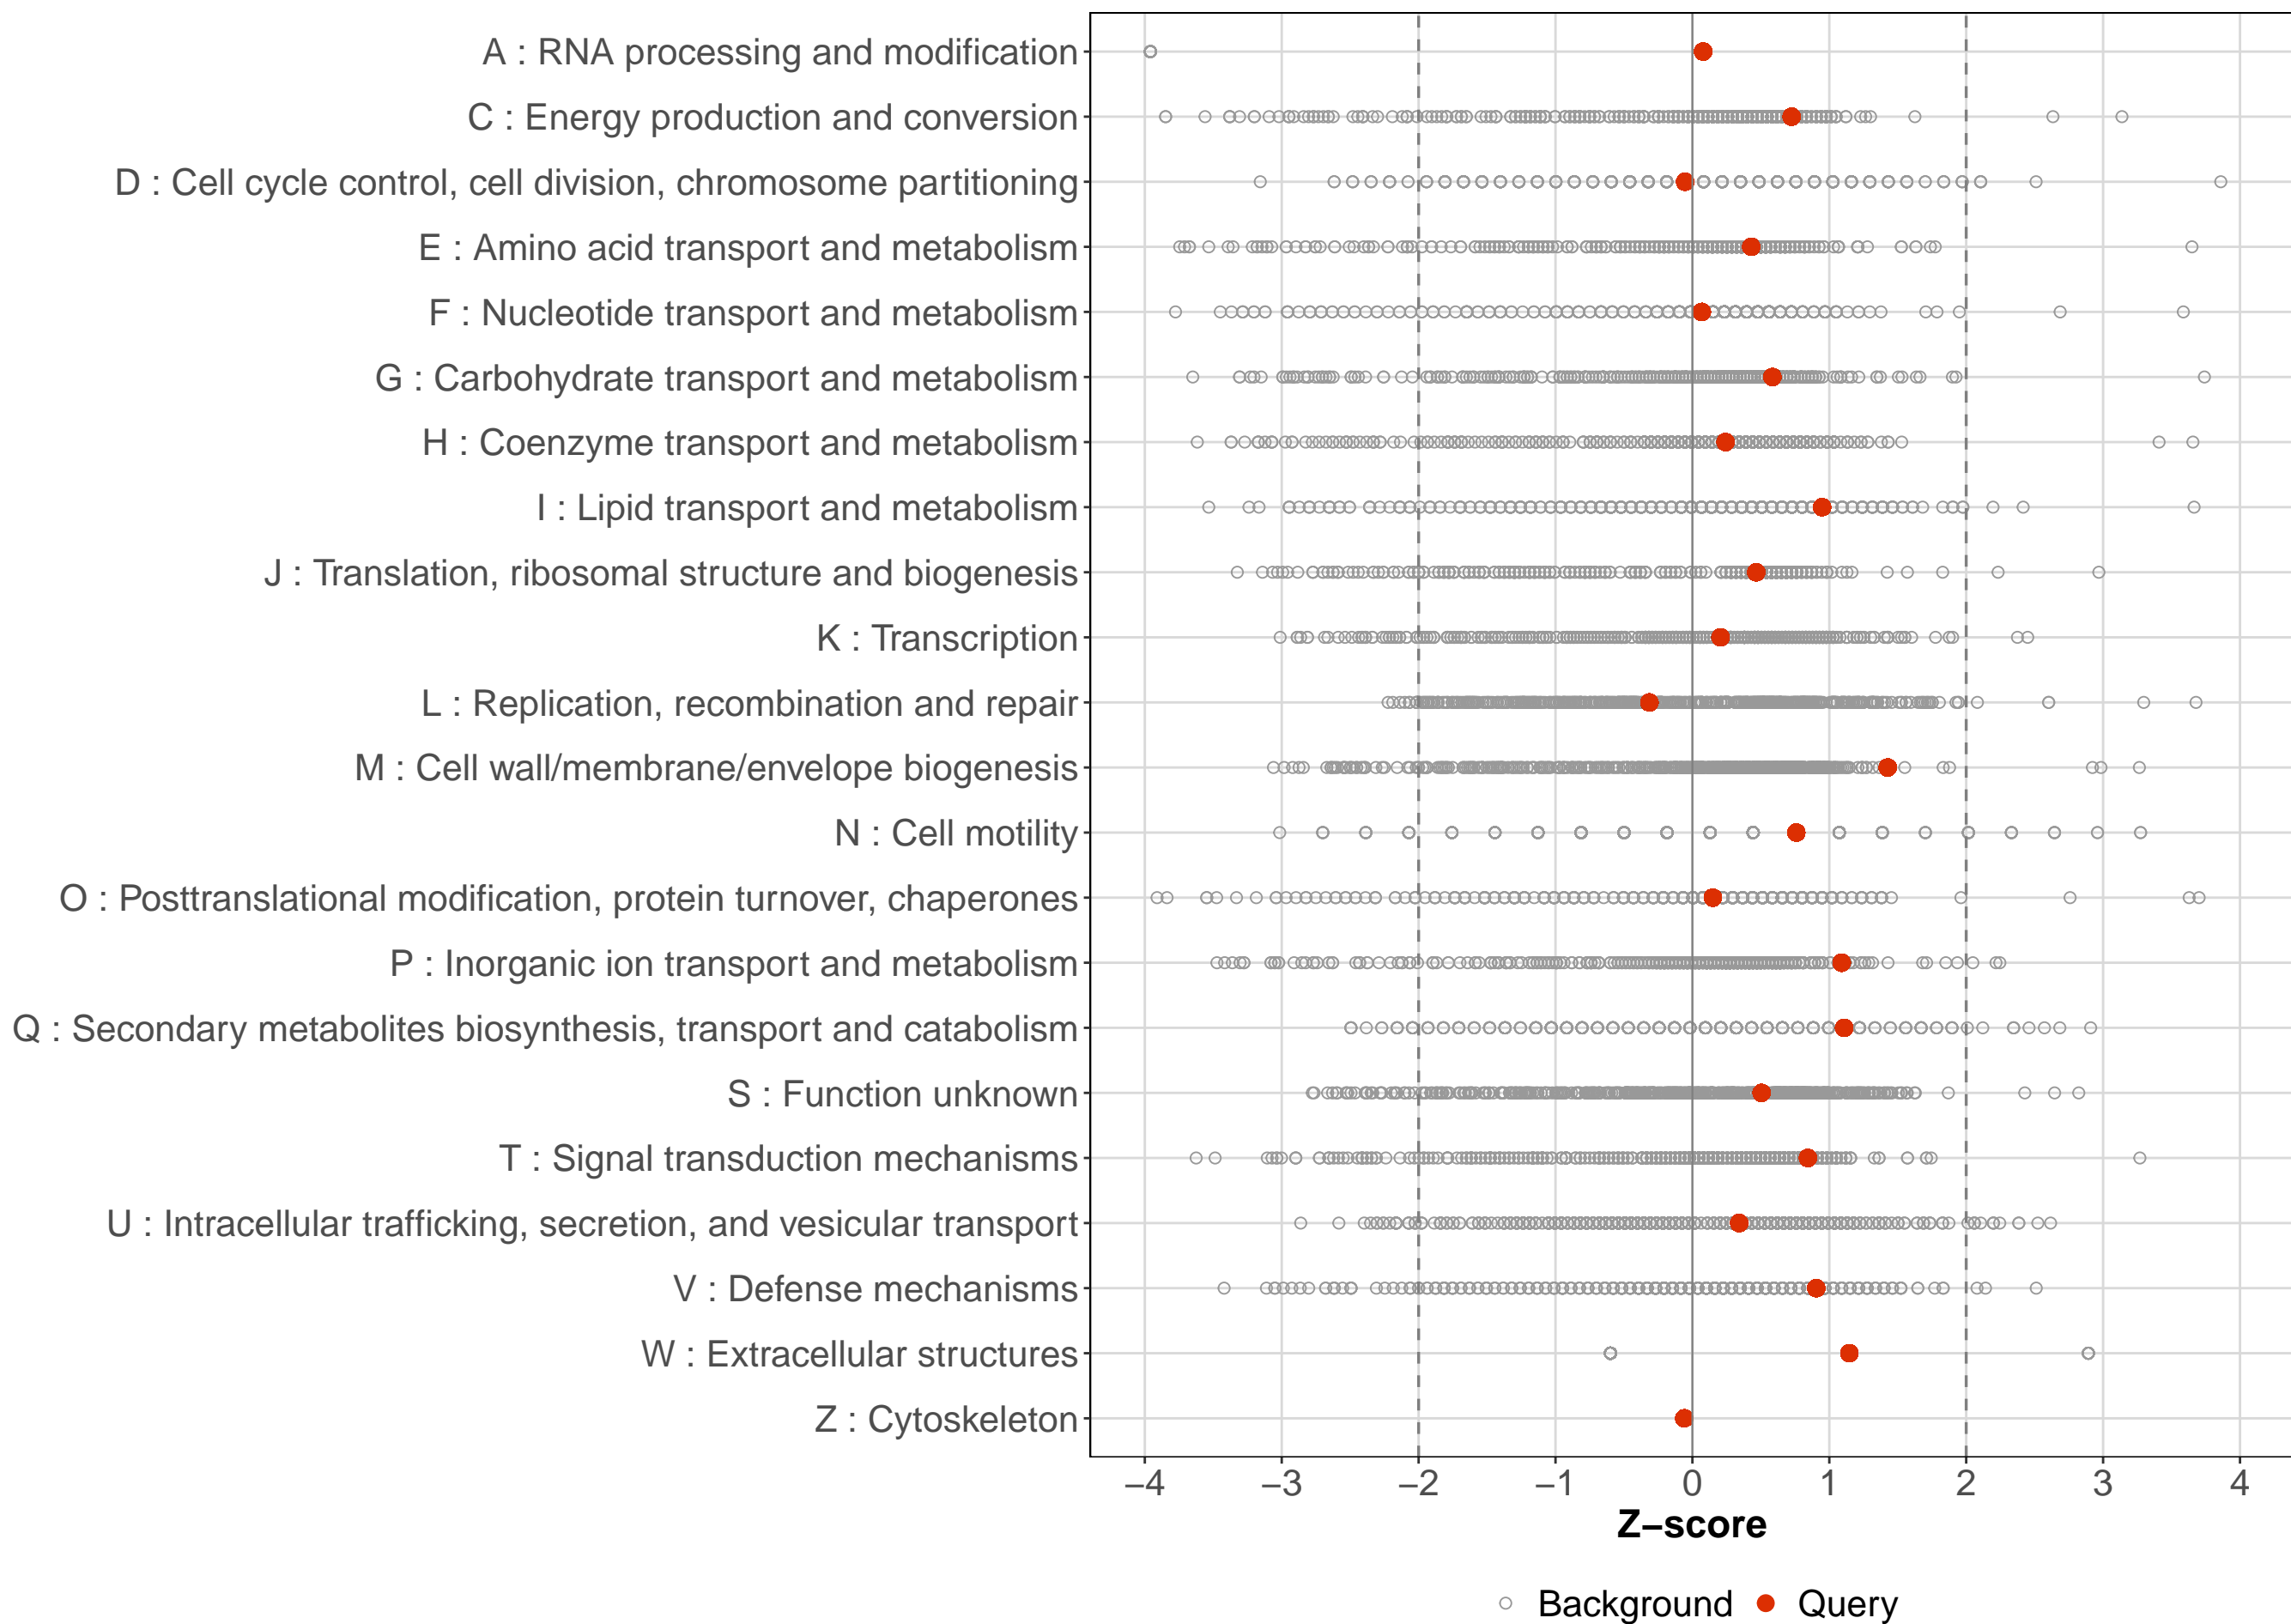 A : RNA processing and modification
C : Energy production and conversion
D : Cell cycle control, cell division, chromosome partitioning
E : Amino acid transport and metabolism
F : Nucleotide transport and metabolism
G : Carbohydrate transport and metabolism
H : Coenzyme transport and metabolism
I : Lipid transport and metabolism
J : Translation, ribosomal structure and biogenesis
K : Transcription
L : Replication, recombination and repair
M : Cell wall/membrane/envelope biogenesis
N : Cell motility
O : Posttranslational modification, protein turnover, chaperones
P : Inorganic ion transport and metabolism
Q : Secondary metabolites biosynthesis, transport and catabolism
S : Function unknown
T : Signal transduction mechanisms
U : Intracellular trafficking, secretion, and vesicular transport
V : Defense mechanisms
W : Extracellular structures
Z : Cytoskeleton
−4 −3 −2 −1 0 1 2 3 4
Z−score
Background Query